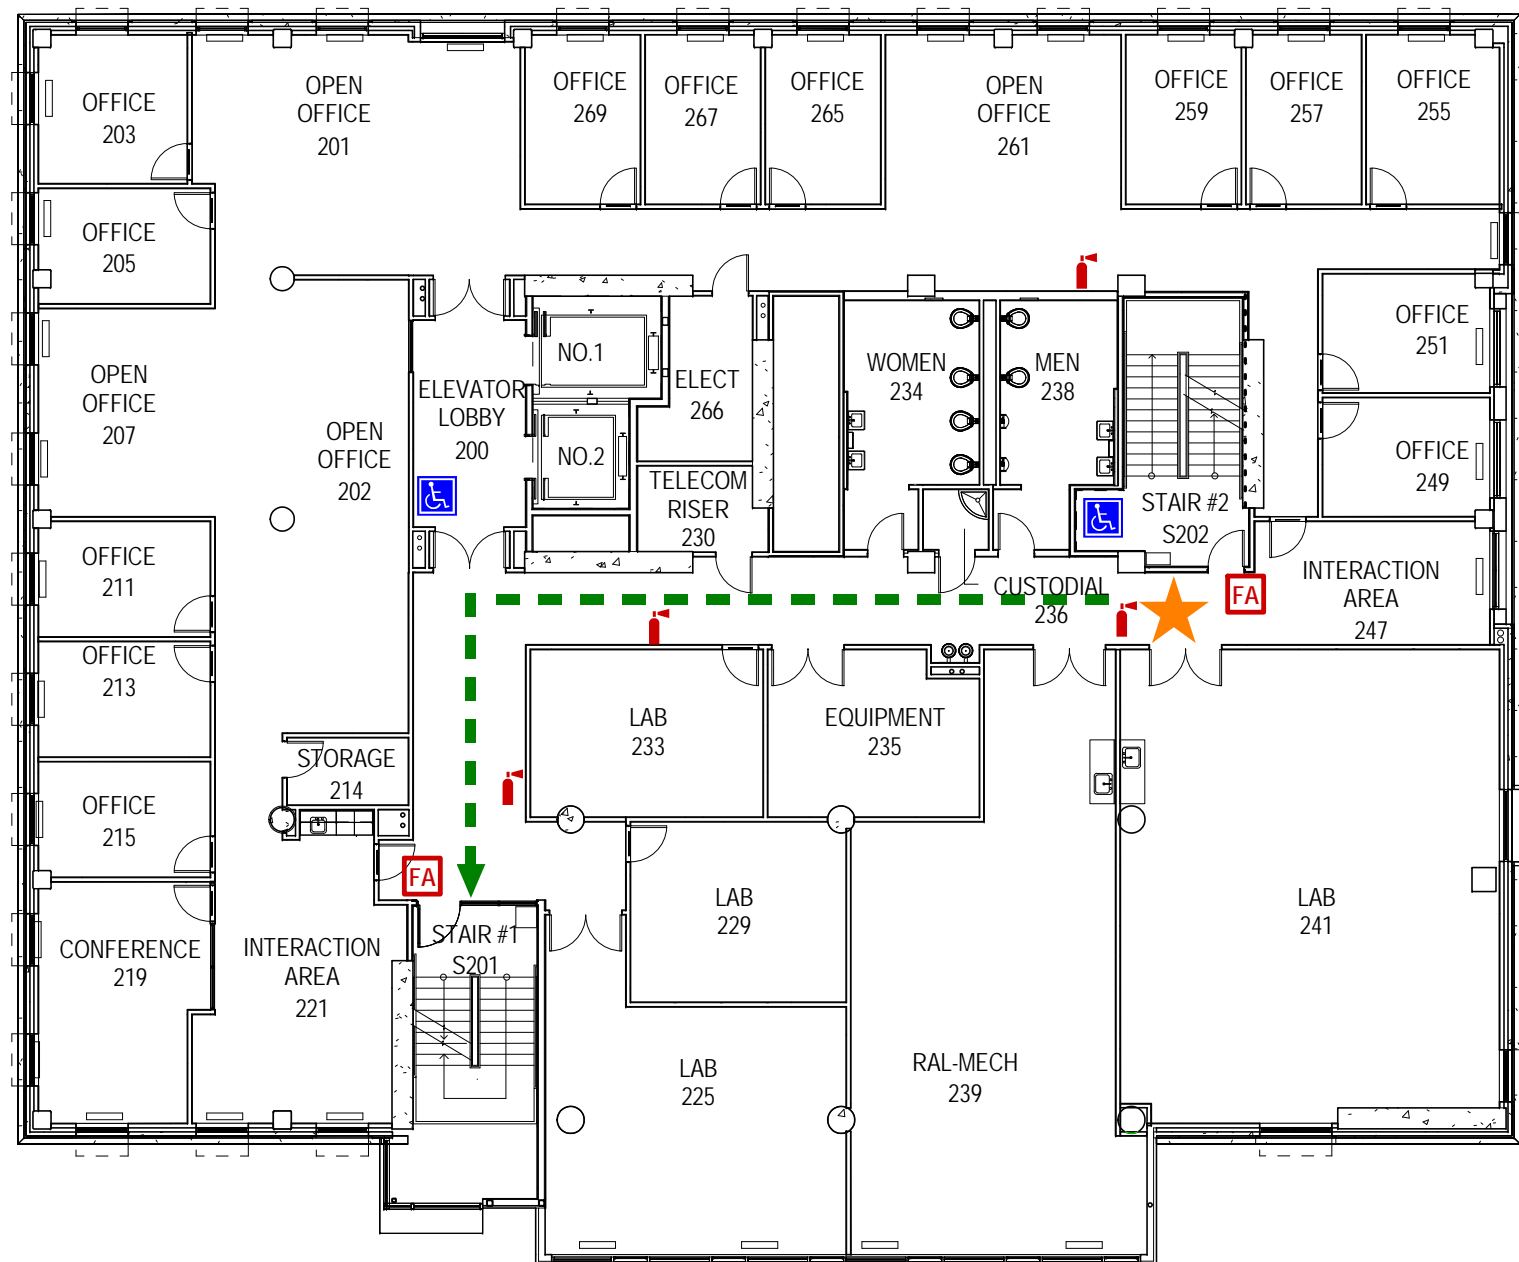 OFFICE
203
OPEN
OFFICE
201
OFFICE
269
OFFICE
267
OFFICE
265
OPEN
OFFICE
261
OFFICE
259
OFFICE
257
OFFICE
255
OFFICE
205
OPEN
OFFICE
207
OPEN
OFFICE
202
ELEVATOR
LOBBY
200
NO.1
NO.2
ELECT
266
TELECOM
RISER
230
WOMEN
234
MEN
238
STAIR #2
S202
OFFICE
251
OFFICE
249
OFFICE
211
OFFICE
213
CUSTODIAL
236
FA
INTERACTION
AREA
247
STORAGE
214
LAB
233
EQUIPMENT
235
OFFICE
215
FA
CONFERENCE
219
INTERACTION
AREA
221
STAIR #1
S201
LAB
229
LAB
241
LAB
225
RAL-MECH
239